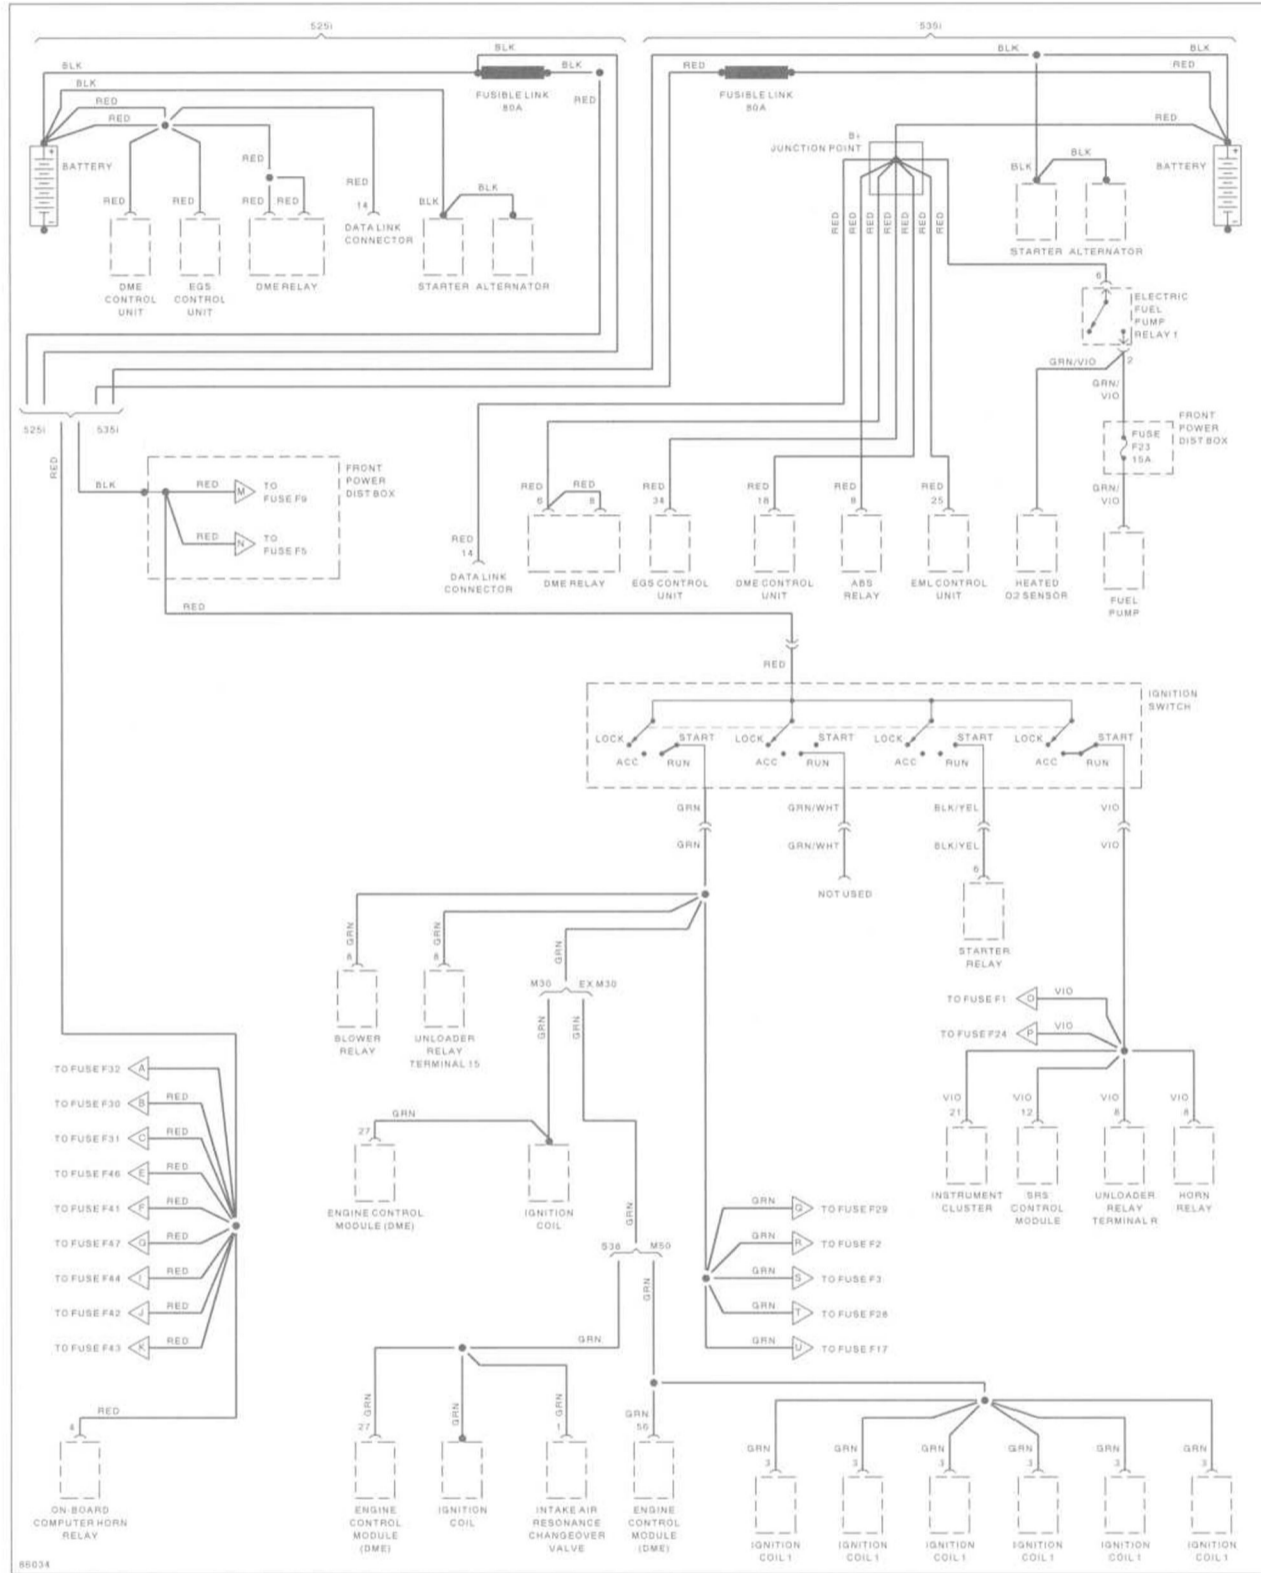 525i
535i
BLK
BLK
BLK
BLK
BLK
RED
RED
BLK
RED
RED
FUSIBLE LINK
80A
RED
FUSIBLE LINK
80A
RED
RED
B+
JUNCTION POINT
BATTERY
RED
RED
BLK
BLK
BATTERY
RED
RED
RED
RED
14
DATA LINK
CONNECTOR
BLK
BLK
RED
RED
RED
RED
RED
RED
STARTER
ALTERNATOR
DME
CONTROL
UNIT
EGS
CONTROL
UNIT
DME RELAY
STARTER
ALTERNATOR
6
ELECTRIC
FUEL
PUMP
RELAY 1
GRN/VIO
2
GRN/
VIO
525i
535i
RED
FRONT
POWER
DIST BOX
FUSE
F23
15A
FRONT
POWER
DIST BOX
BLK
RED
M
TO
FUSE F9
RED
N
TO
FUSE F5
RED
14
DATA LINK
CONNECTOR
RED
6
RED
8
DME RELAY
RED
34
EGS CONTROL
UNIT
RED
18
DME CONTROL
UNIT
RED
8
ABS
RELAY
RED
25
EML CONTROL
UNIT
HEATED
O2 SENSOR
GRN/
VIO
FUEL
PUMP
RED
RED
IGNITION
SWITCH
LOCK
START
ACC
RUN
LOCK
START
ACC
RUN
LOCK
START
ACC
RUN
LOCK
START
ACC
RUN
GRN
GRN/WHT
BLK/YEL
VIO
GRN
GRN/WHT
BLK/YEL
VIO
NOT USED
6
STARTER
RELAY
GRN
8
BLOWER
RELAY
GRN
8
UNLOADER
RELAY
TERMINAL 15
GRN
M30
EX M30
GRN
GRN
TO FUSE F1
O
VIO
TO FUSE F24
P
VIO
TO FUSE F32
A
TO FUSE F30
B
RED
TO FUSE F31
C
RED
TO FUSE F46
E
RED
TO FUSE F41
F
RED
TO FUSE F47
G
RED
TO FUSE F44
I
RED
TO FUSE F42
J
RED
TO FUSE F43
K
RED
GRN
27
ENGINE CONTROL
MODULE (DME)
IGNITION
COIL
GRN
VIO
21
INSTRUMENT
CLUSTER
VIO
12
SRS
CONTROL
MODULE
VIO
6
UNLOADER
RELAY
TERMINAL R
VIO
8
HORN
RELAY
S38
M50
GRN
Q
TO FUSE F29
GRN
R
TO FUSE F2
GRN
S
TO FUSE F3
GRN
T
TO FUSE F28
GRN
U
TO FUSE F17
GRN
GRN
RED
4
ON-BOARD
COMPUTER HORN
RELAY
GRN
27
ENGINE
CONTROL
MODULE
(DME)
GRN
IGNITION
COIL
GRN
1
INTAKE AIR
RESONANCE
CHANGEOVER
VALVE
GRN
56
ENGINE
CONTROL
MODULE
(DME)
GRN
3
IGNITION
COIL 1
GRN
3
IGNITION
COIL 1
GRN
3
IGNITION
COIL 1
GRN
3
IGNITION
COIL 1
GRN
3
IGNITION
COIL 1
GRN
3
IGNITION
COIL 1
86034